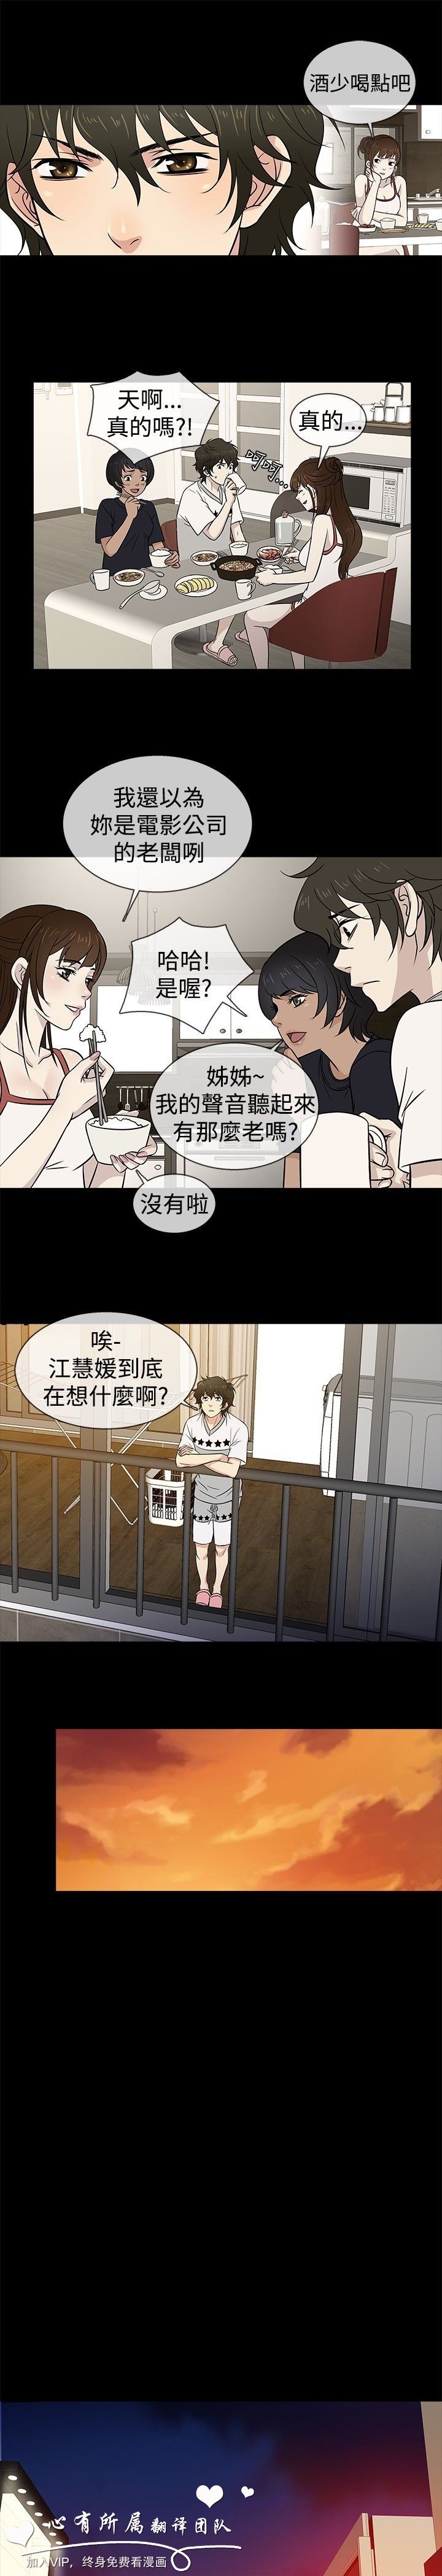 酒少喝點吧
天啊...
真的嗎?!
真的...
呵呵...
我還以為
妳是電影公司
的老闆咧
哈哈!
是喔?
姊姊~
我的聲音聽起來
有那麼老嗎?
沒有啦
唉-
江慧媛到底
在想什麼啊?
心有所属翻译团队
加入VIP，终身免费看漫画